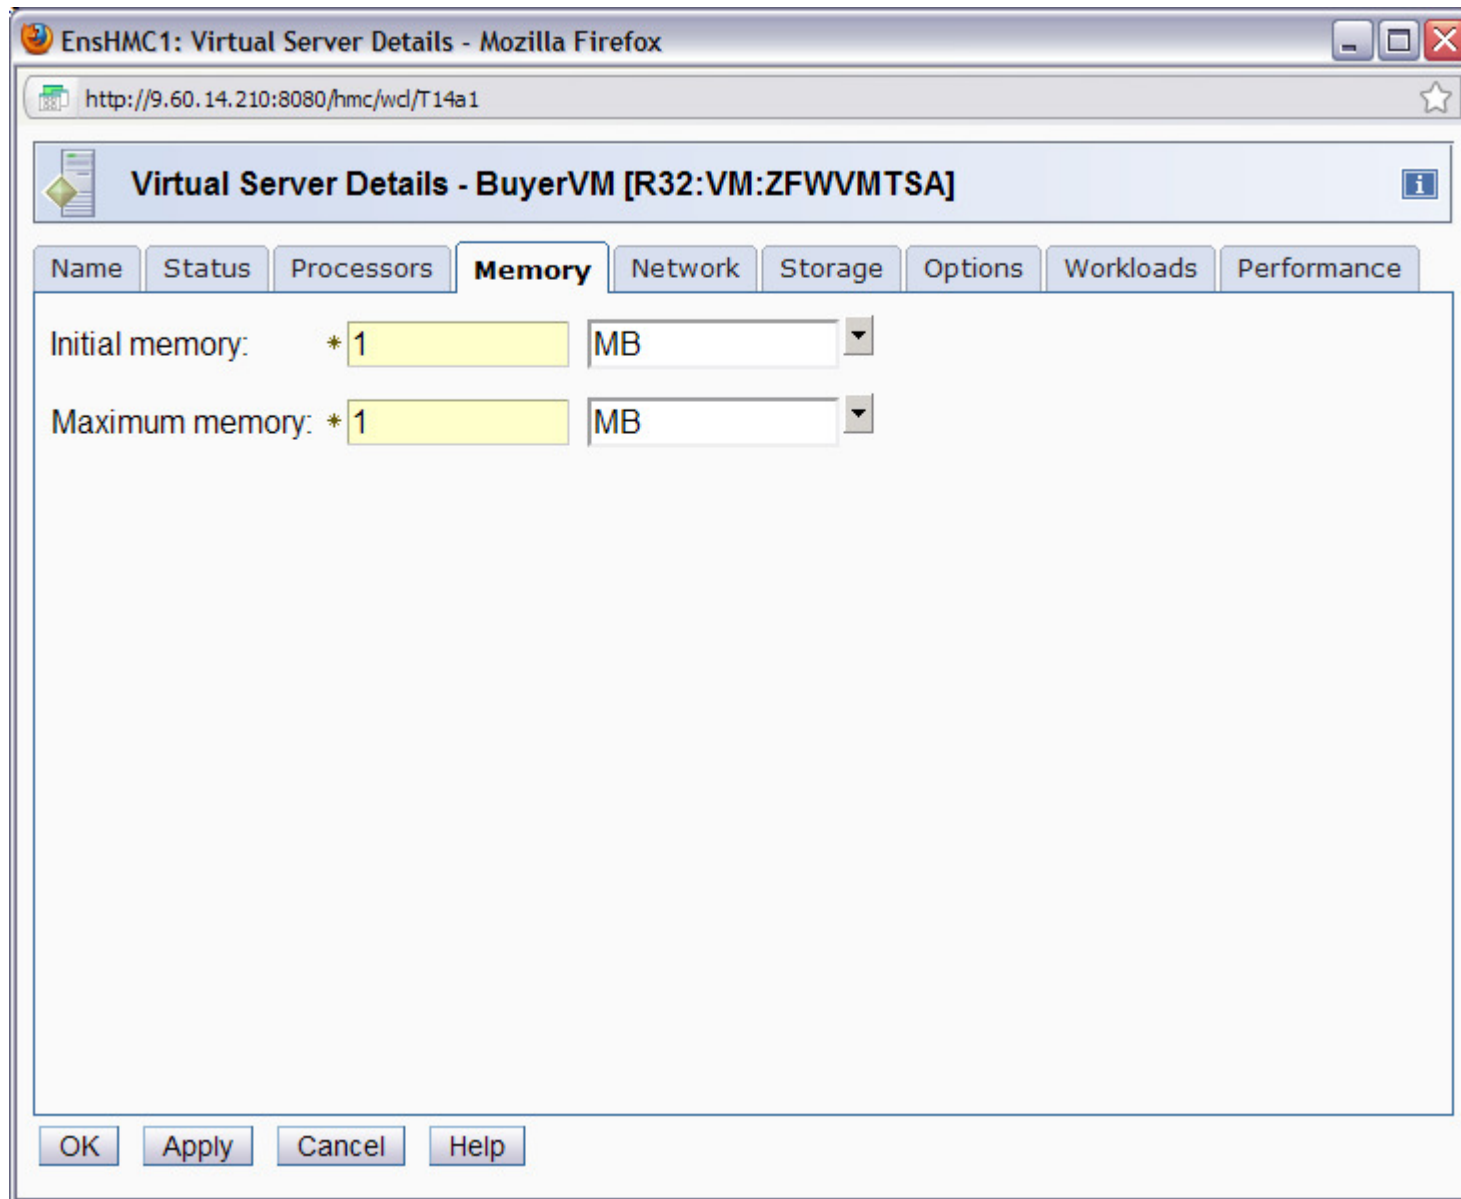 EnsHMC1: Virtual Server Details - Mozilla Firefox
http://9.60.14.210:8080/hmc/wcl/T14a1
Virtual Server Details - BuyerVM [R32:VM:ZFWVMTSA]
i
Name Status Processors Memory Network Storage Options Workloads Performance
Initial memory: * 1 MB
Maximum memory: * 1 MB
OK Apply Cancel Help